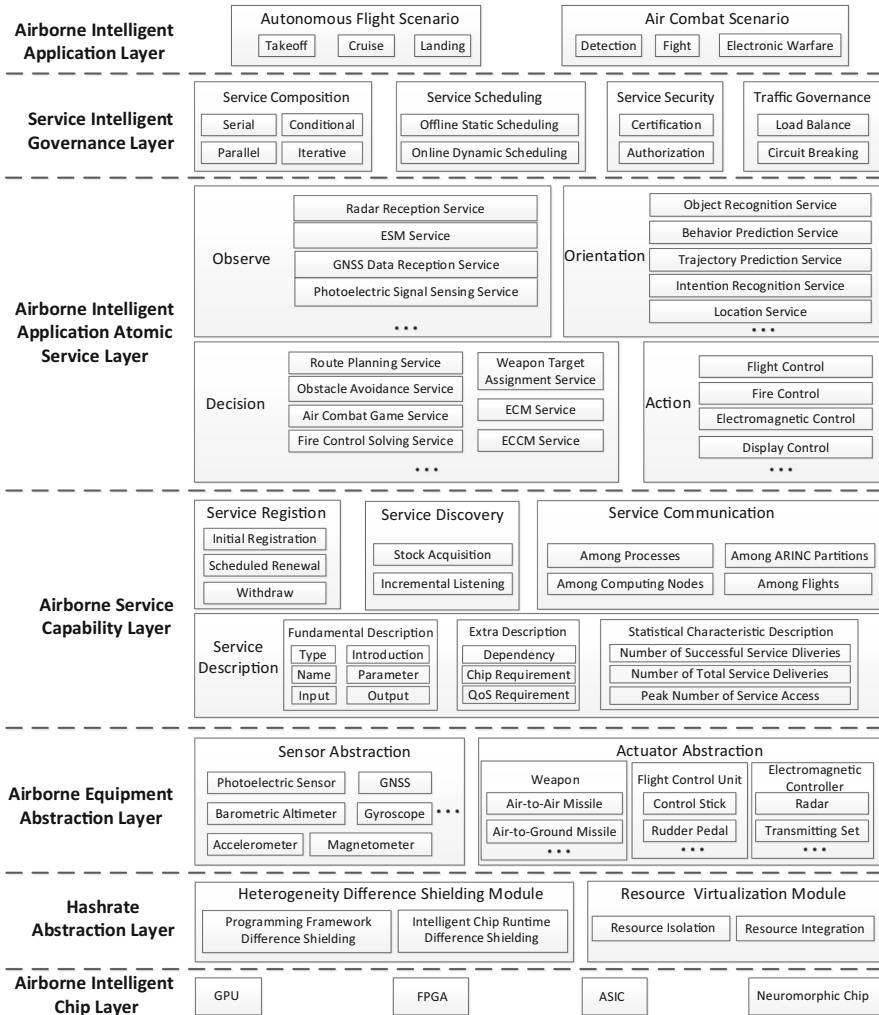 Airborne Intelligent
Application Layer
Autonomous Flight Scenario
Takeoff
Cruise
Landing
Air Combat Scenario
Detection
Fight
Electronic Warfare
Service Intelligent
Governance Layer
Service Composition
Serial
Conditional
Parallel
Iterative
Service Scheduling
Offline Static Scheduling
Online Dynamic Scheduling
Service Security
Certification
Authorization
Traffic Governance
Load Balance
Circuit Breaking
Airborne Intelligent
Application Atomic
Service Layer
Observe
Radar Reception Service
ESM Service
GNSS Data Reception Service
Photoelectric Signal Sensing Service
•••
Orientation
Object Recognition Service
Behavior Prediction Service
Trajectory Prediction Service
Intention Recognition Service
Location Service
•••
Decision
Route Planning Service
Obstacle Avoidance Service
Air Combat Game Service
Fire Control Solving Service
Weapon Target
Assignment Service
ECM Service
ECCM Service
•••
Action
Flight Control
Fire Control
Electromagnetic Control
Display Control
•••
Airborne Service
Capability Layer
Service Registion
Initial Registration
Scheduled Renewal
Withdraw
Service Discovery
Stock Acquisition
Incremental Listening
Service Communication
Among Processes
Among ARINC Partitions
Among Computing Nodes
Among Flights
Service
Description
Fundamental Description
Type
Introduction
Name
Parameter
Input
Output
Extra Description
Dependency
Chip Requirement
QoS Requirement
Statistical Characteristic Description
Number of Successful Service Dliveries
Number of Total Service Deliveries
Peak Number of Service Access
Airborne Equipment
Abstraction Layer
Sensor Abstraction
Photoelectric Sensor
GNSS
Barometric Altimeter
Gyroscope
•••
Accelerometer
Magnetometer
Actuator Abstraction
Weapon
Air-to-Air Missile
Air-to-Ground Missile
•••
Flight Control Unit
Control Stick
Rudder Pedal
•••
Electromagnetic
Controller
Radar
Transmitting Set
•••
Hashrate
Abstraction Layer
Heterogeneity Difference Shielding Module
Programming Framework
Difference Shielding
Intelligent Chip Runtime
Difference Shielding
Resource Virtualization Module
Resource Isolation
Resource Integration
Airborne Intelligent
Chip Layer
GPU
FPGA
ASIC
Neuromorphic Chip